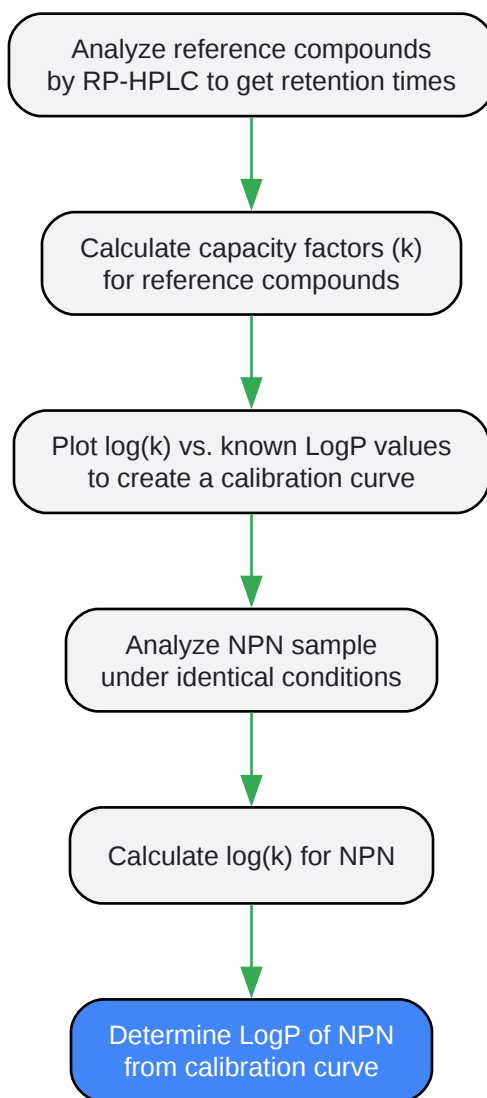 Analyze reference compounds
by RP-HPLC to get retention times
Calculate capacity factors (k)
for reference compounds
Plot log(k) vs. known LogP values
to create a calibration curve
Analyze NPN sample
under identical conditions
Calculate log(k) for NPN
Determine LogP of NPN
from calibration curve